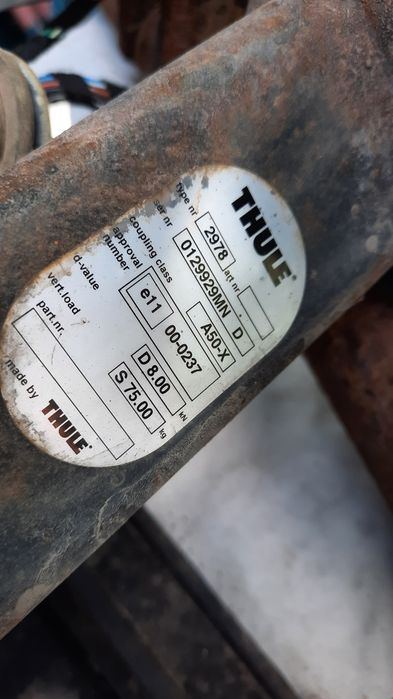 THULE
type nr 2978 art nr
ser nr 0129929MN D
coupling class A50-X
approval number e11 00-0237
d-value D 8.00 kN
vert.load S 75.00 kg
part.nr.
made by THULE